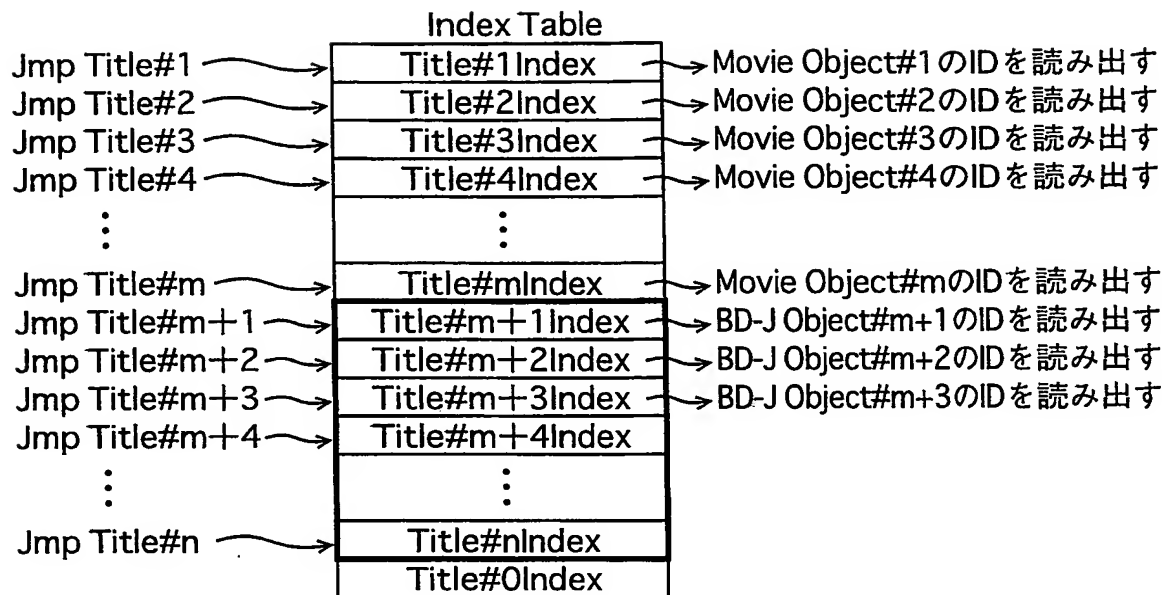 Index Table
Jmp Title#1 Title#1Index Movie Object#1のIDを読み出す
Jmp Title#2 Title#2Index Movie Object#2のIDを読み出す
Jmp Title#3 Title#3Index Movie Object#3のIDを読み出す
Jmp Title#4 Title#4Index Movie Object#4のIDを読み出す
⋮ ⋮
Jmp Title#m Title#mIndex Movie Object#mのIDを読み出す
Jmp Title#m+1 Title#m+1Index BD-J Object#m+1のIDを読み出す
Jmp Title#m+2 Title#m+2Index BD-J Object#m+2のIDを読み出す
Jmp Title#m+3 Title#m+3Index BD-J Object#m+3のIDを読み出す
Jmp Title#m+4 Title#m+4Index
⋮ ⋮
Jmp Title#n Title#nIndex
Title#0Index